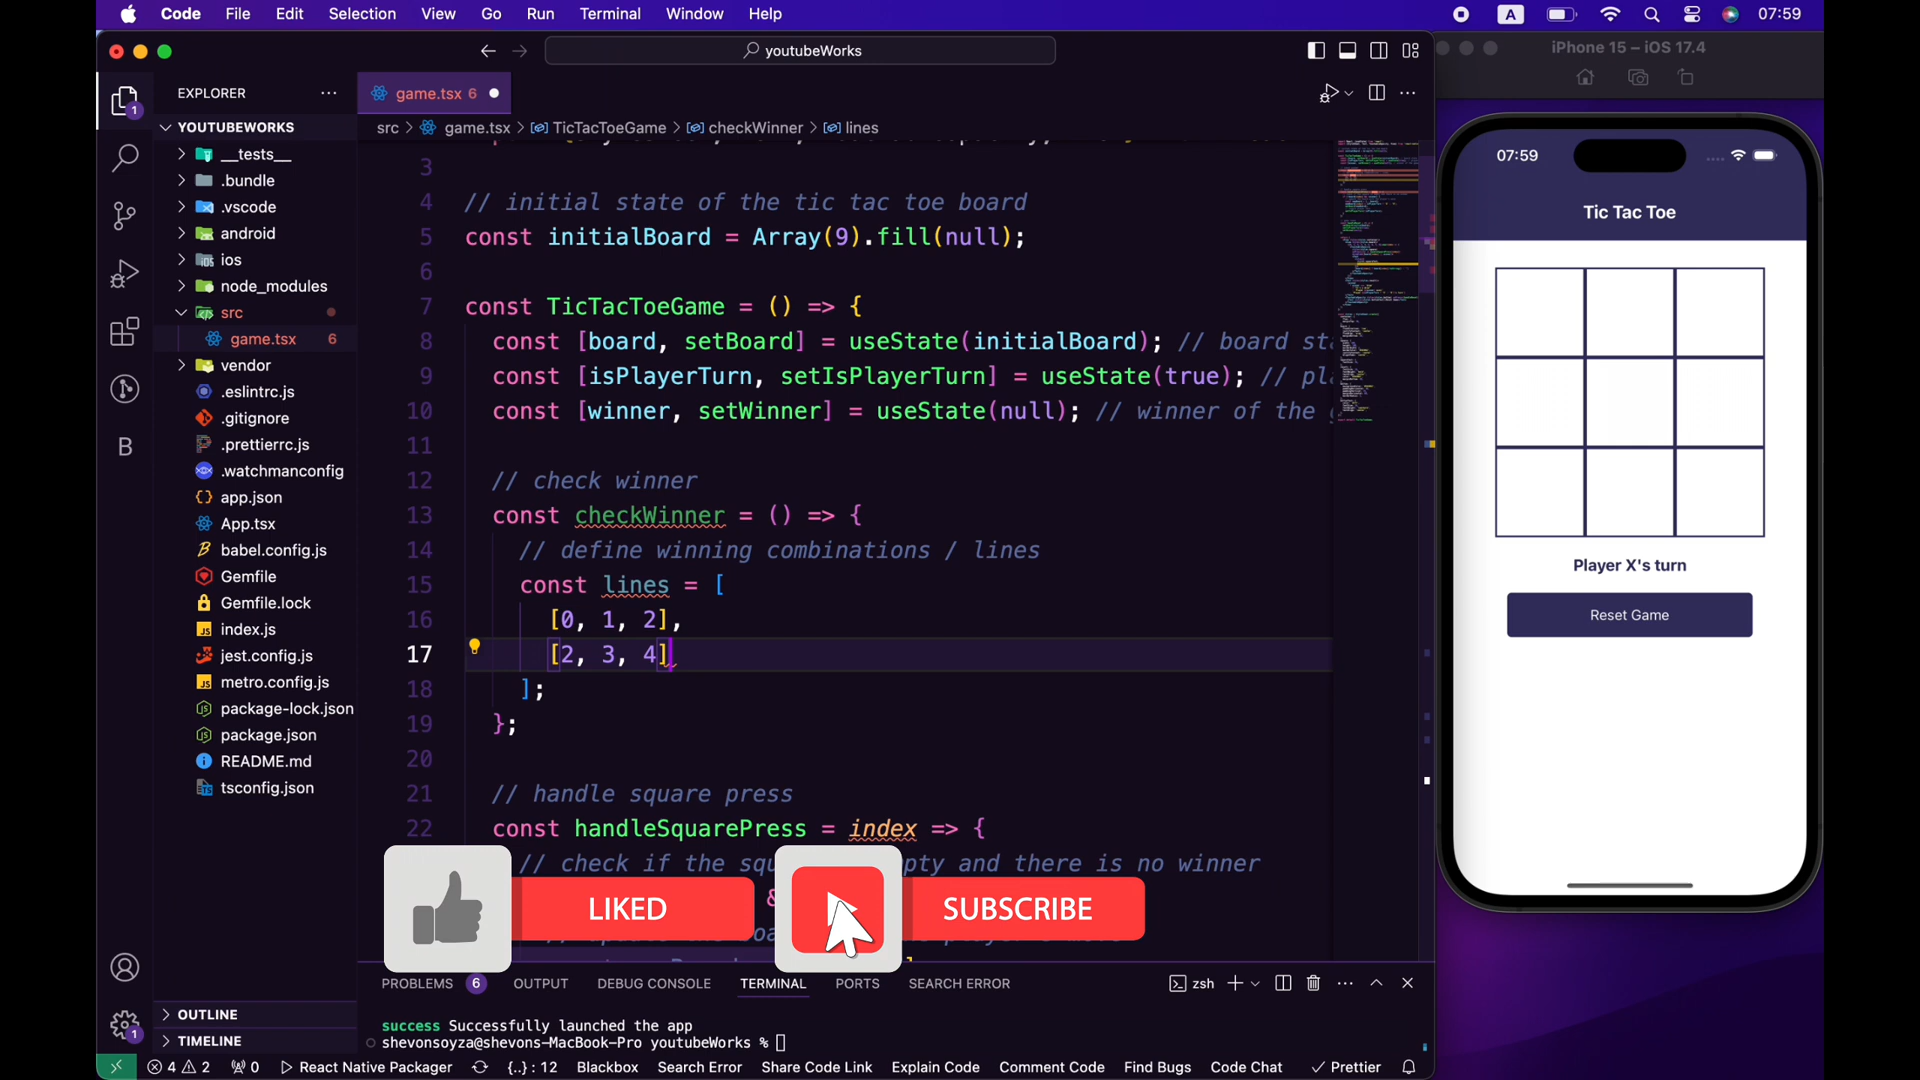 Code File Edit Selection View Go Run Terminal Window Help
A 07:59
youtubeWorks
iPhone 15 – iOS 17.4
EXPLORER
game.tsx 6
src > game.tsx > TicTacToeGame > checkWinner > lines
YOUTUBEWORKS
__tests__
.bundle
.vscode
android
ios
node_modules
src
game.tsx 6
vendor
.eslintrc.js
.gitignore
.prettierrc.js
.watchmanconfig
app.json
App.tsx
babel.config.js
Gemfile
Gemfile.lock
index.js
jest.config.js
metro.config.js
package-lock.json
package.json
README.md
tsconfig.json
OUTLINE
TIMELINE
1
B
1
3
4 // initial state of the tic tac toe board
5 const initialBoard = Array(9).fill(null);
6
7 const TicTacToeGame = () => {
8 const [board, setBoard] = useState(initialBoard); // board sta
9 const [isPlayerTurn, setIsPlayerTurn] = useState(true); // pla
10 const [winner, setWinner] = useState(null); // winner of the
11
12 // check winner
13 const checkWinner = () => {
14 // define winning combinations / lines
15 const lines = [
16 [0, 1, 2],
17 [2, 3, 4]
18 ];
19 };
20
21 // handle square press
22 const handleSquarePress = index => {
// check if the squ pty and there is no winner
LIKED
SUBSCRIBE
07:59
Tic Tac Toe
Player X's turn
Reset Game
PROBLEMS 6 OUTPUT DEBUG CONSOLE TERMINAL PORTS SEARCH ERROR zsh
success Successfully launched the app
shevonsoyza@shevons-MacBook-Pro youtubeWorks %
4 2 0 React Native Packager {..} : 12 Blackbox Search Error Share Code Link Explain Code Comment Code Find Bugs Code Chat Prettier